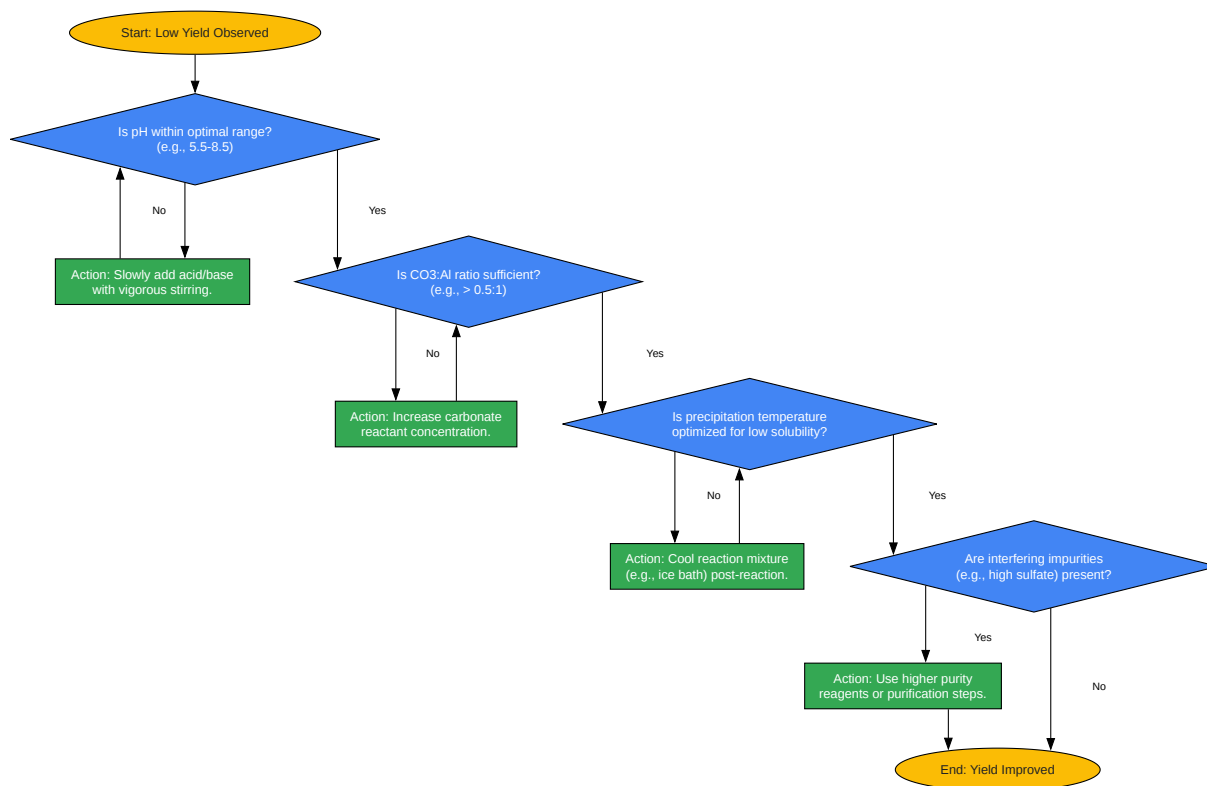 Start: Low Yield Observed
Is pH within optimal range?
(e.g., 5.5-8.5)
No
Yes
Action: Slowly add acid/base
with vigorous stirring.
Is CO3:Al ratio sufficient?
(e.g., > 0.5:1)
No
Yes
Action: Increase carbonate
reactant concentration.
Is precipitation temperature
optimized for low solubility?
No
Yes
Action: Cool reaction mixture
(e.g., ice bath) post-reaction.
Are interfering impurities
(e.g., high sulfate) present?
Yes
No
Action: Use higher purity
reagents or purification steps.
End: Yield Improved